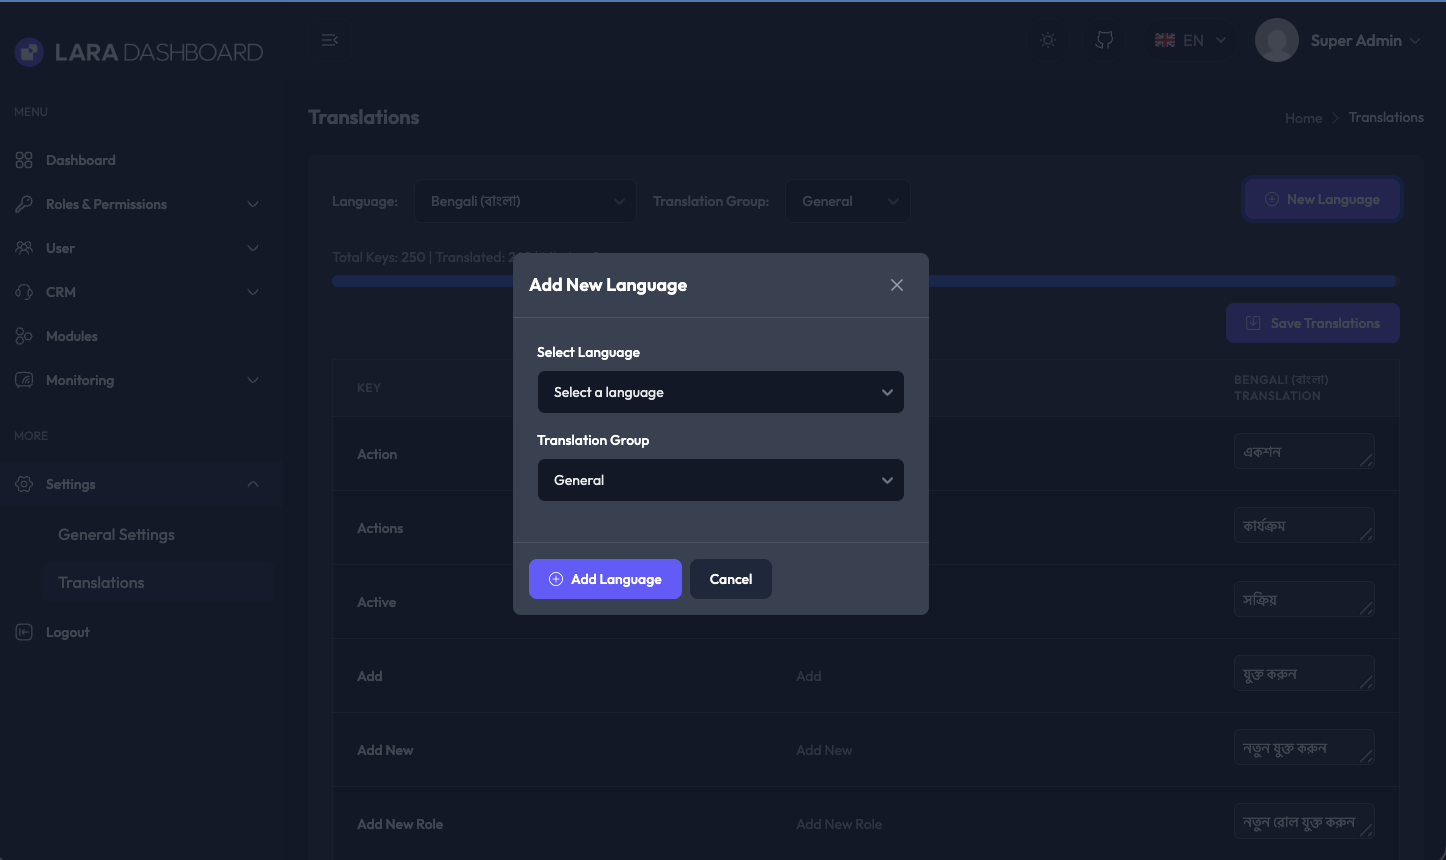 LARA DASHBOARD
EN
Super Admin
MENU
Dashboard
Roles & Permissions
User
CRM
Modules
Monitoring
MORE
Settings
General Settings
Translations
Logout
Translations
Home > Translations
Language:
Bengali (বাংলা)
Translation Group:
General
New Language
Total Keys: 250 | Translated:
Save Translations
Add New Language
Select Language
Select a language
Translation Group
General
Add Language
Cancel
KEY
BENGALI (বাংলা)
TRANSLATION
Action
একশন
Actions
কার্যক্রম
Active
সক্রিয়
Add
Add
যুক্ত করুন
Add New
Add New
নতুন যুক্ত করুন
Add New Role
Add New Role
নতুন রোল যুক্ত করুন